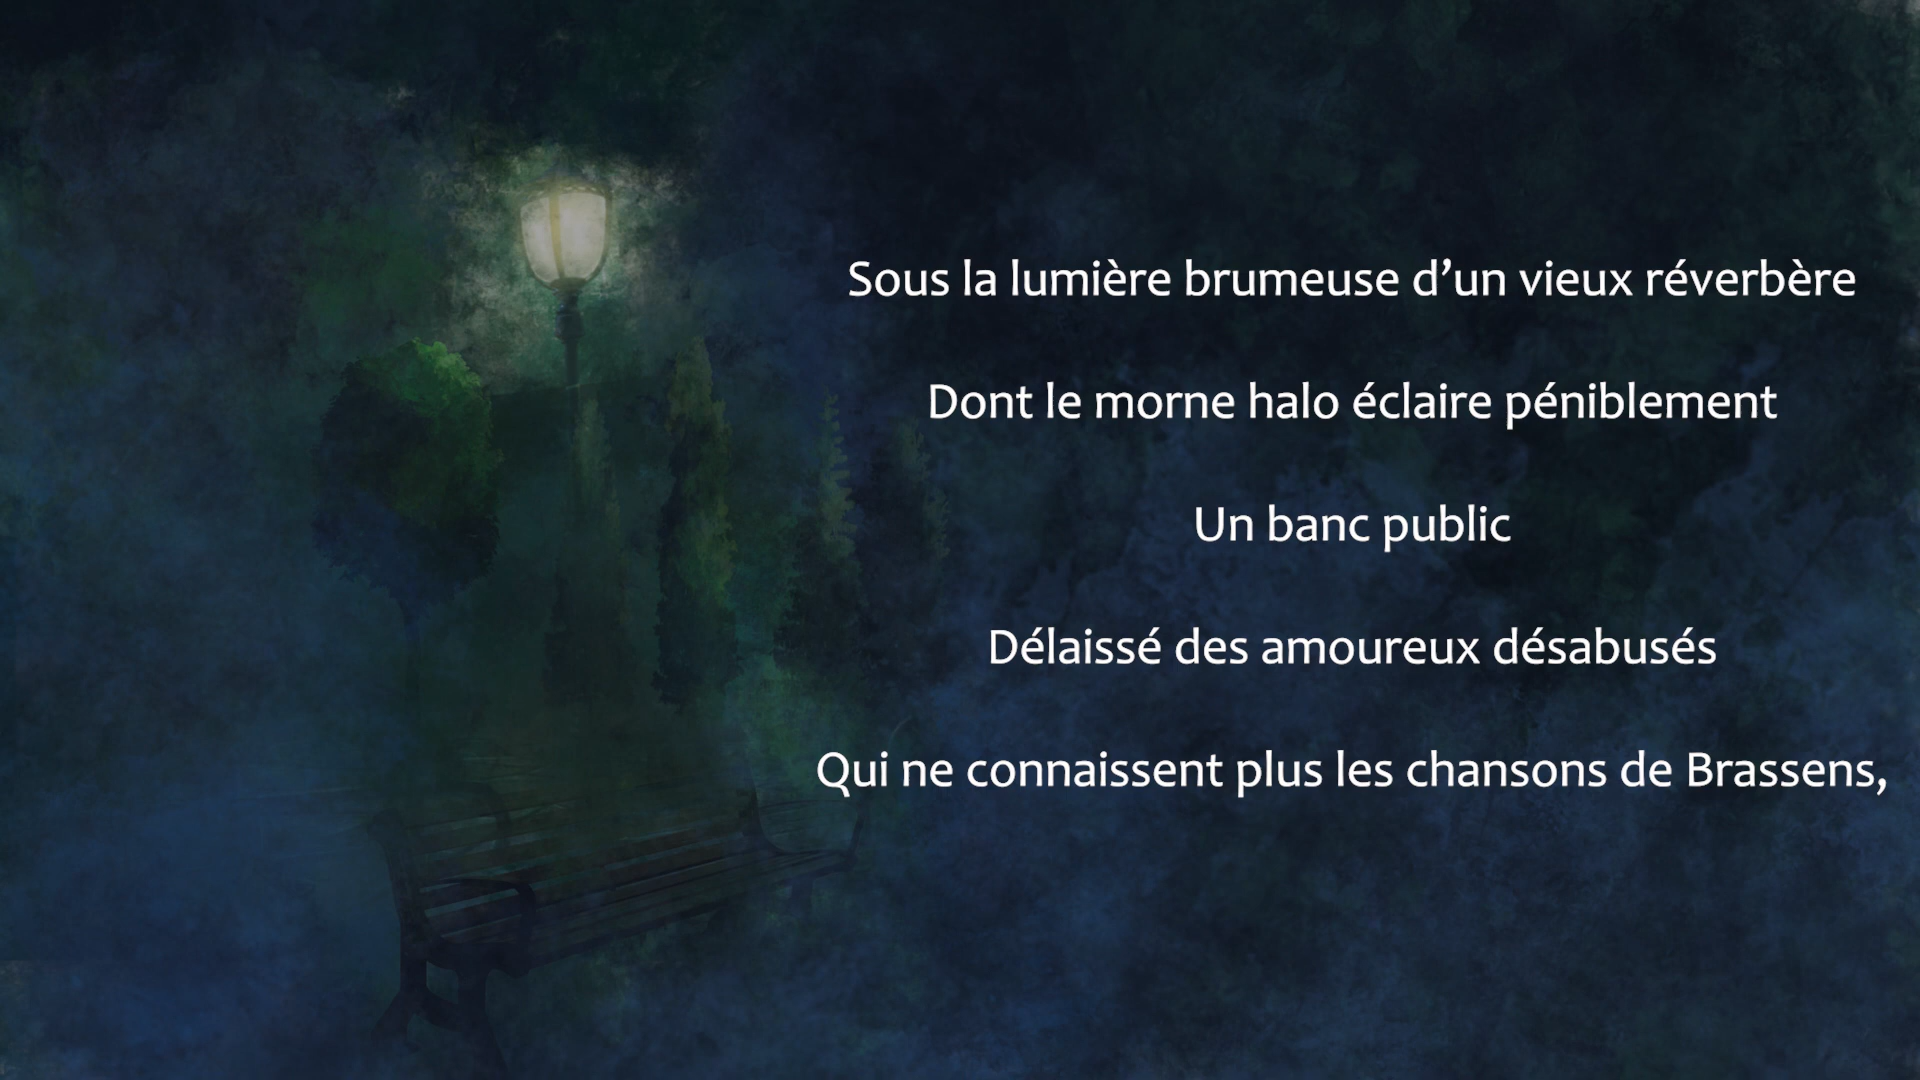 Sous la lumière brumeuse d’un vieux réverbère
Dont le morne halo éclaire péniblement
Un banc public
Délaissé des amoureux désabusés
Qui ne connaissent plus les chansons de Brassens,